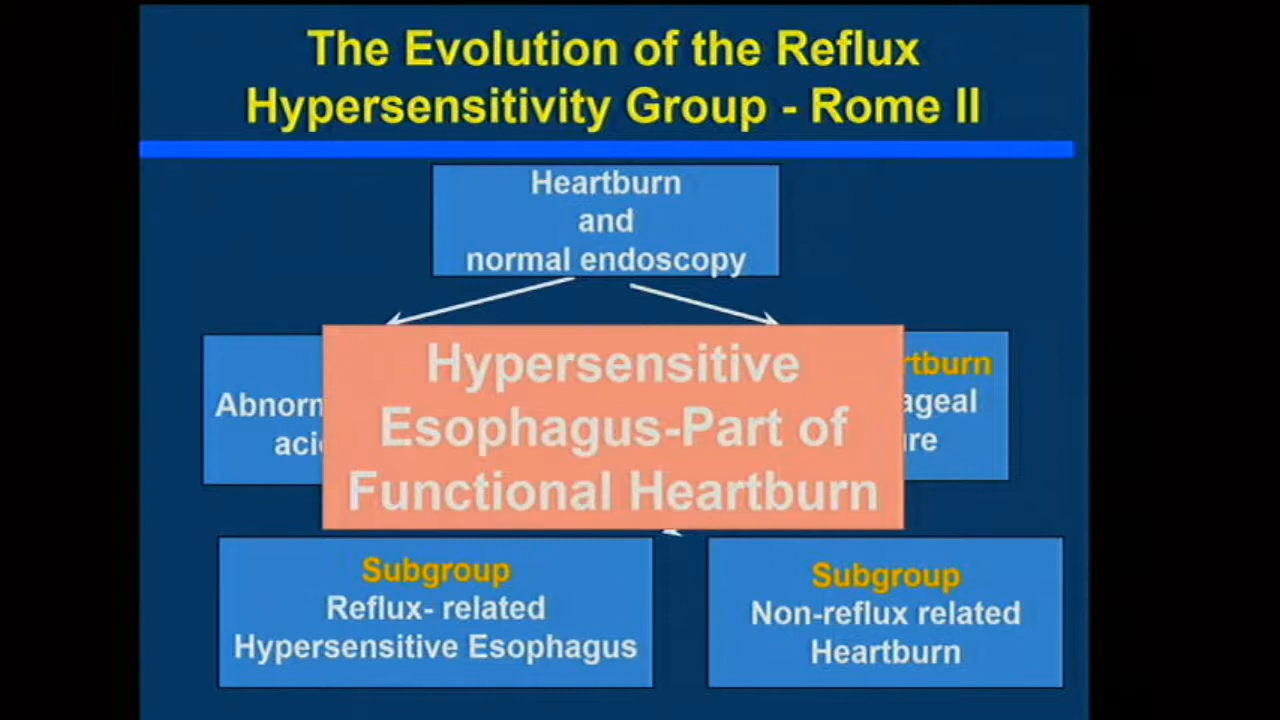 The Evolution of the Reflux
Hypersensitivity Group - Rome II
Heartburn
and
normal endoscopy
Hypersensitive
Esophagus-Part of
Functional Heartburn
Subgroup
Reflux- related
Hypersensitive Esophagus
Subgroup
Non-reflux related
Heartburn